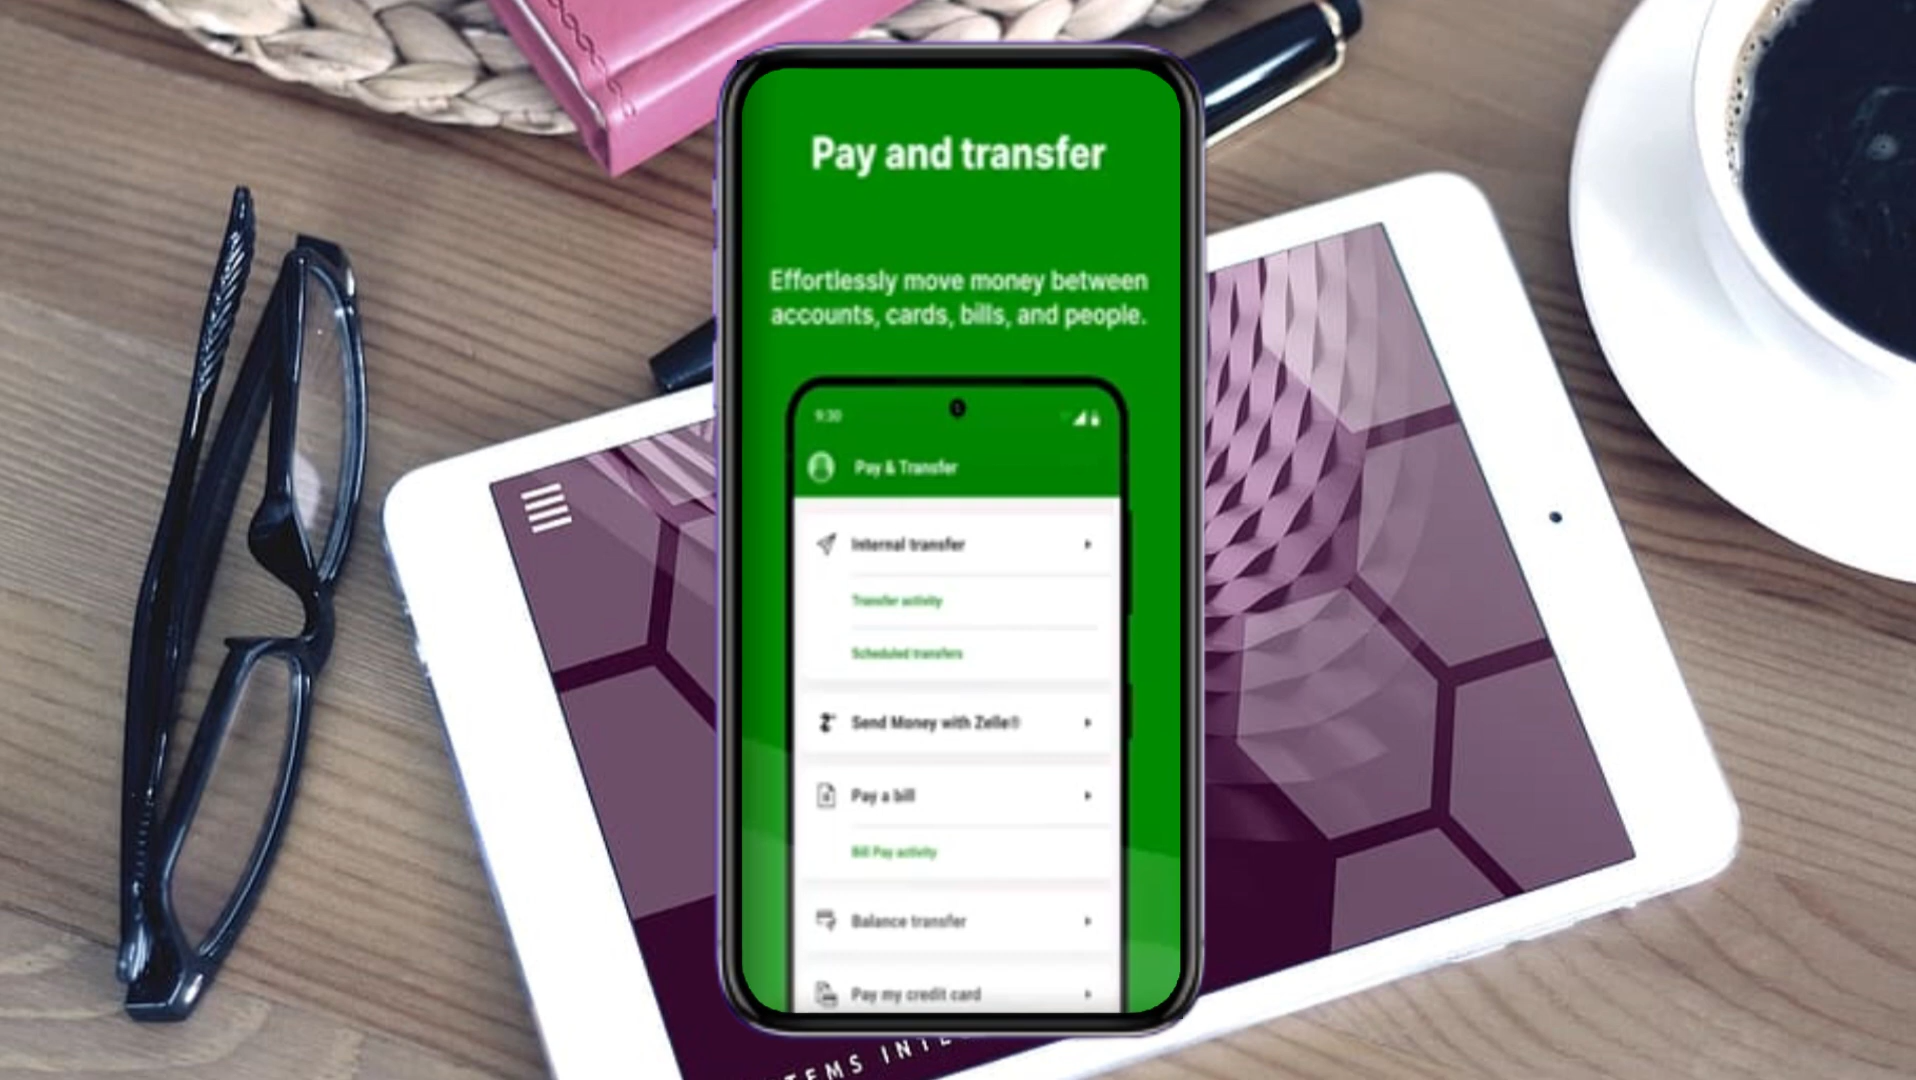 Pay and transfer
Effortlessly move money between
accounts, cards, bills, and people.
9:30
Pay & Transfer
Internal transfer
Transfer activity
Scheduled transfers
Send Money with Zelle®
Pay a bill
Bill Pay activity
Balance transfer
Pay my credit card